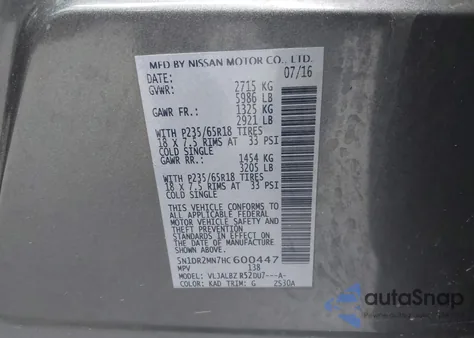 MFD BY NISSAN MOTOR CO., LTD.
DATE: 07/16
GVWR: 2715 KG
5986 LB
GAWR FR.: 1325 KG
2921 LB
WITH P235/65R18 TIRES
18 X 7.5 RIMS AT 33 PSI
COLD SINGLE
GAWR RR.: 1454 KG
3205 LB
WITH P235/65R18 TIRES
18 X 7.5 RIMS AT 33 PSI
COLD SINGLE
THIS VEHICLE CONFORMS TO
ALL APPLICABLE FEDERAL
MOTOR VEHICLE SAFETY
AND THEFT PREVENTION
STANDARDS IN EFFECT ON
THE DATE OF MANUFACTURE
SHOWN ABOVE.
5N1DR2MN7HC600447
MPV 138
MODEL: VLJALBZ R52DU7---A-
COLOR: KAD TRIM: G 2S30A
autoSnap